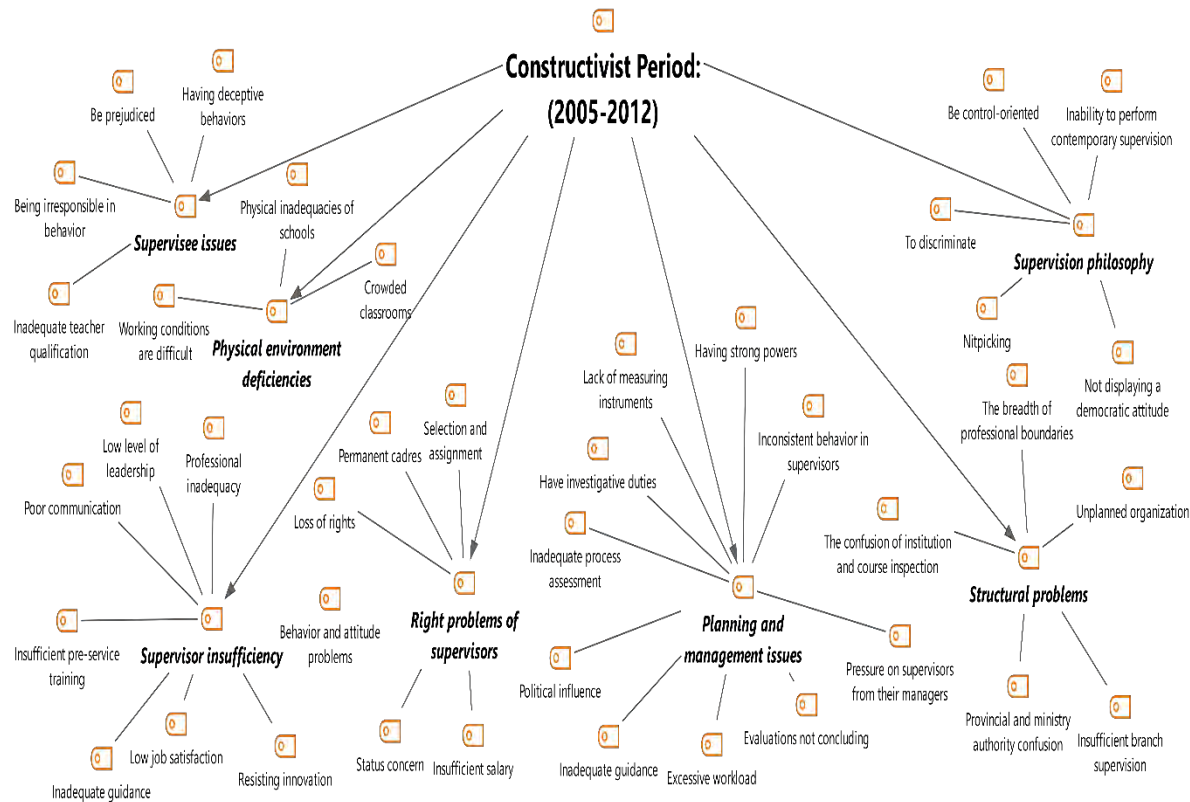 Constructivist Period:
(2005-2012)
Having deceptive
behaviors
Be prejudiced
Being irresponsible in
behavior
Supervisee issues
Inadequate teacher
qualification
Physical inadequacies of
schools
Crowded
classrooms
Working conditions
are difficult
Physical environment
deficiencies
Be control-oriented
Inability to perform
contemporary supervision
To discriminate
Supervision philosophy
Nitpicking
Not displaying a
democratic attitude
Low level of
leadership
Professional
inadequacy
Poor communication
Insufficient pre-service
training
Supervisor insufficiency
Behavior and attitude
problems
Inadequate guidance
Low job satisfaction
Resisting innovation
Selection and
assignment
Permanent cadres
Loss of rights
Right problems of
supervisors
Status concern
Insufficient salary
Having strong powers
Lack of measuring
instruments
Inconsistent behavior in
supervisors
Have investigative duties
Inadequate process
assessment
Planning and
management issues
Political influence
Pressure on supervisors
from their managers
Inadequate guidance
Excessive workload
Evaluations not concluding
The breadth of
professional boundaries
Unplanned organization
The confusion of institution
and course inspection
Structural problems
Provincial and ministry
authority confusion
Insufficient branch
supervision